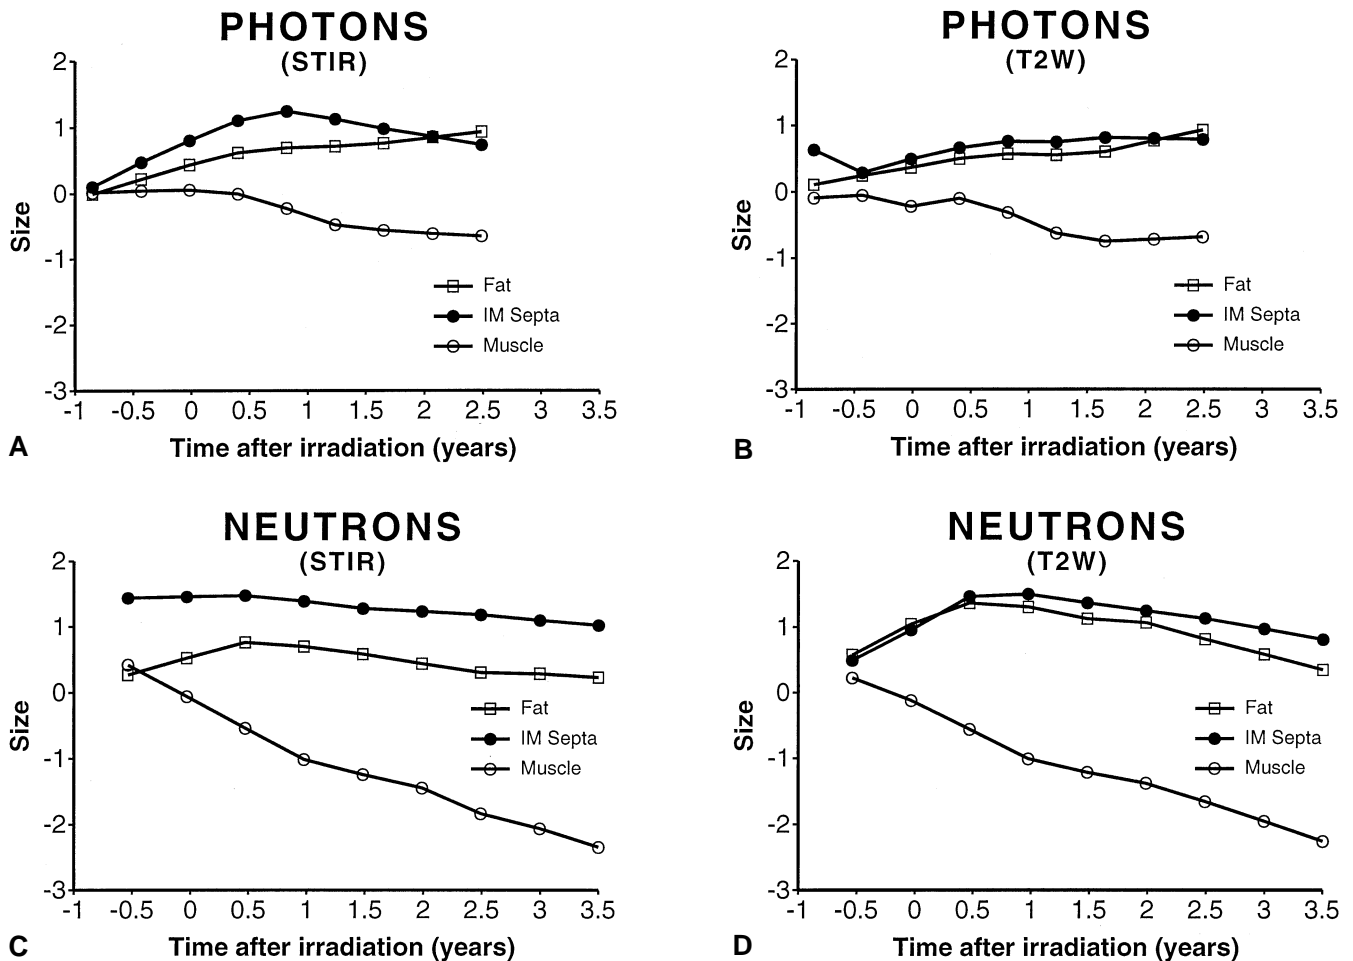 PHOTONS
(STIR)
2
1
0
-1
-2
-3
Size
Fat
IM Septa
Muscle
-1 -0.5 0 0.5 1 1.5 2 2.5 3 3.5
Time after irradiation (years)
A
PHOTONS
(T2W)
2
1
0
-1
-2
-3
Size
Fat
IM Septa
Muscle
-1 -0.5 0 0.5 1 1.5 2 2.5 3 3.5
Time after irradiation (years)
B
NEUTRONS
(STIR)
2
1
0
-1
-2
-3
Size
Fat
IM Septa
Muscle
-1 -0.5 0 0.5 1 1.5 2 2.5 3 3.5
Time after irradiation (years)
C
NEUTRONS
(T2W)
2
1
0
-1
-2
-3
Size
Fat
IM Septa
Muscle
-1 -0.5 0 0.5 1 1.5 2 2.5 3 3.5
Time after irradiation (years)
D